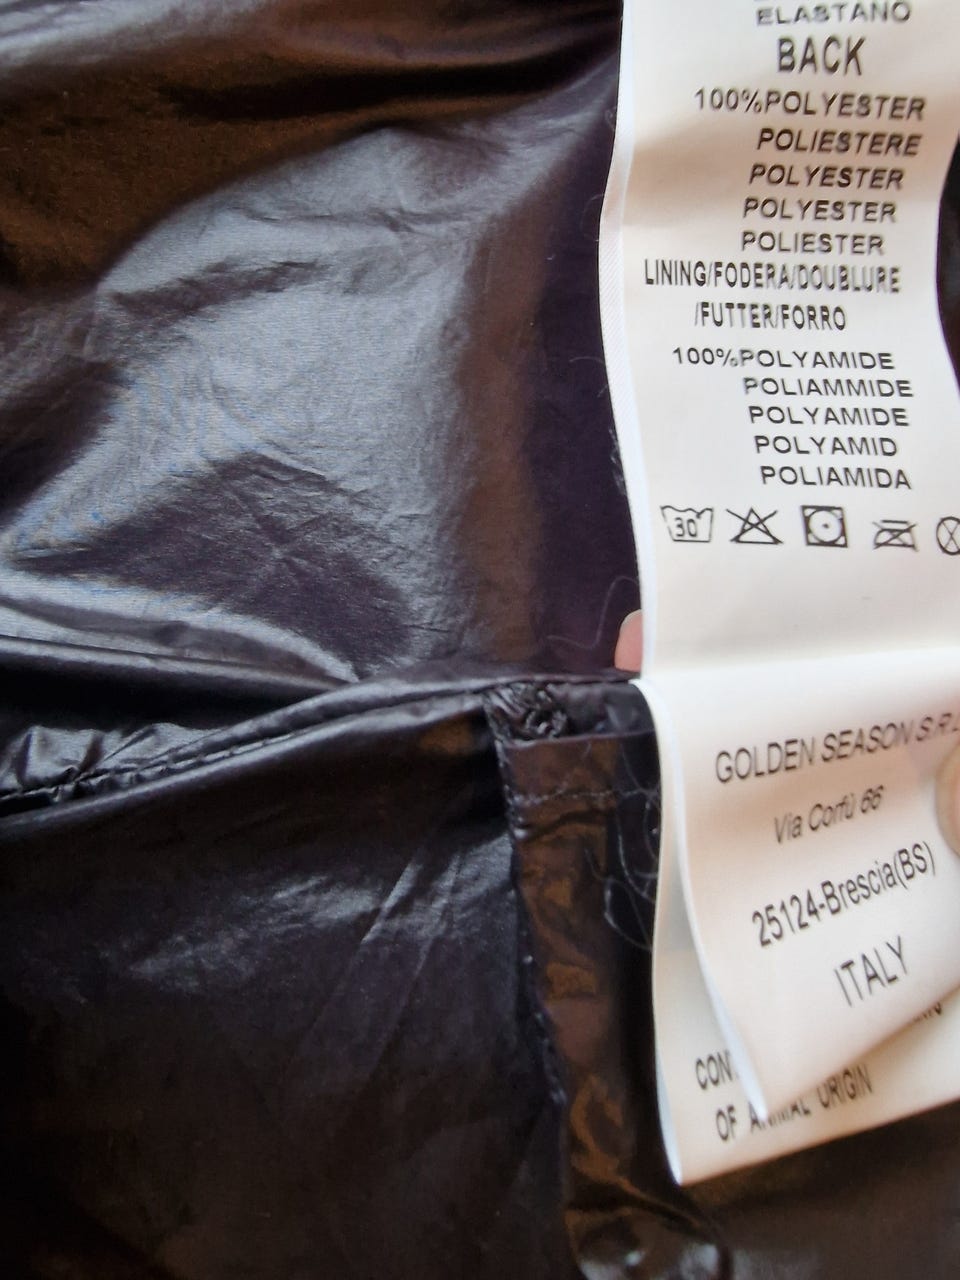 ELASTANO
BACK
100%POLYESTER
POLIESTERE
POLYESTER
POLYESTER
POLIESTER
LINING/FODERA/DOUBLURE
/FUTTER/FORRO
100%POLYAMIDE
POLIAMMIDE
POLYAMIDE
POLYAMID
POLIAMIDA
30°
GOLDEN SEASON S.R.L
Via Corfù 66
25124-Brescia(BS)
ITALY
OF ANIMAL ORIGIN